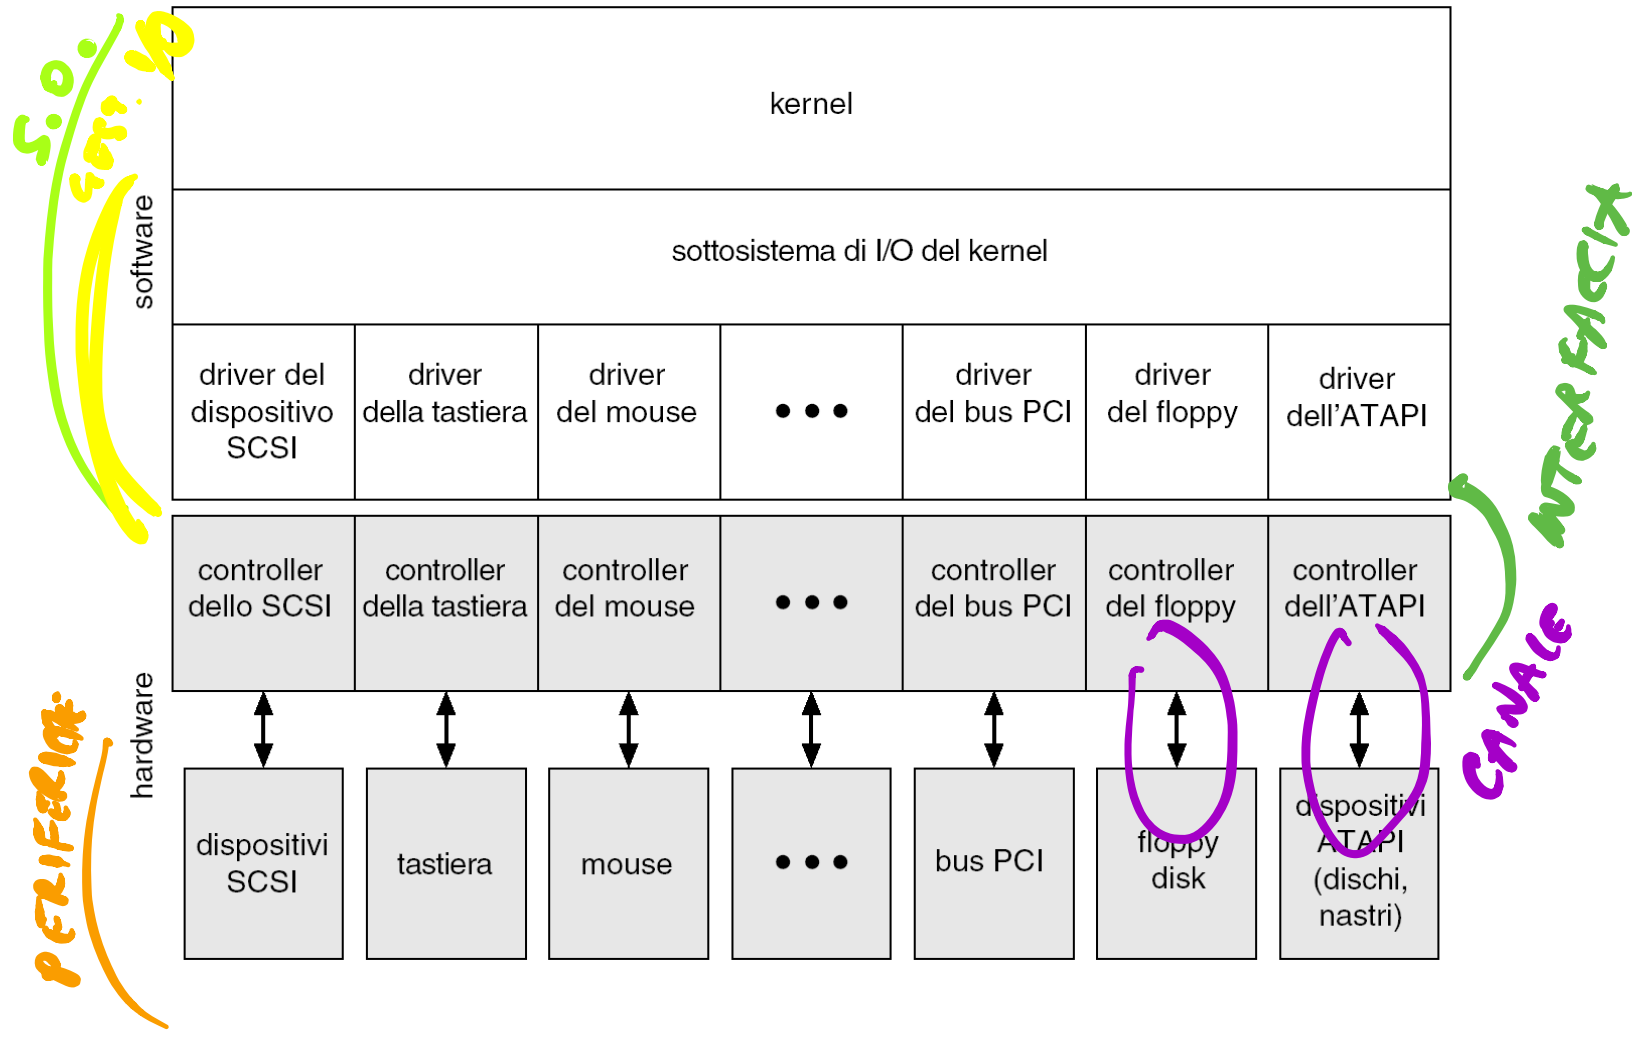 S.O.
SOTT. I/O
kernel
software
sottosistema di I/O del kernel
driver del
dispositivo
SCSI
driver
della tastiera
driver
del mouse
•••
driver
del bus PCI
driver
del floppy
driver
dell'ATAPI
INTERFACCIA
controller
dello SCSI
controller
della tastiera
controller
del mouse
•••
controller
del bus PCI
controller
del floppy
controller
dell'ATAPI
CANALE
hardware
dispositivi
SCSI
tastiera
mouse
•••
bus PCI
floppy
disk
dispositivi
ATAPI
(dischi,
nastri)